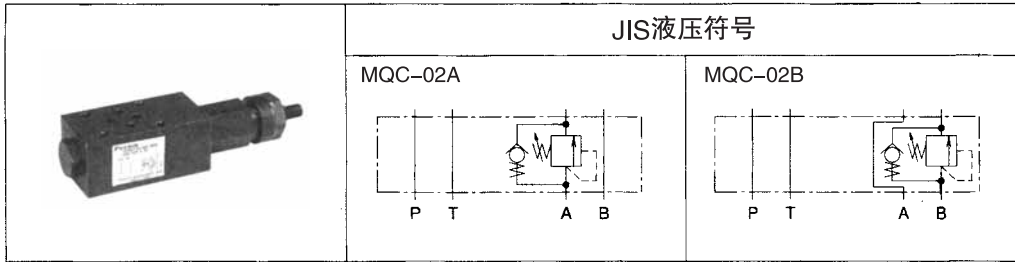 JIS液压符号
MQC-02A
MQC-02B
P T A B
P T A B